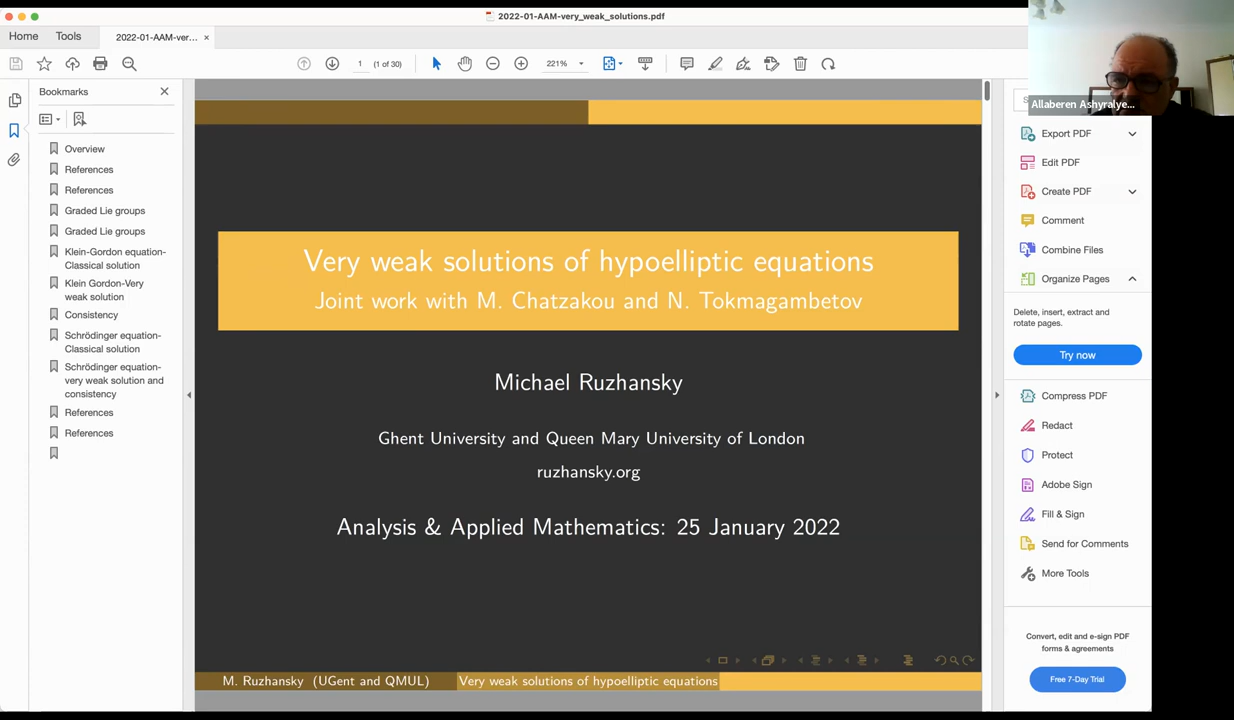 2022-01-AAM-very_weak_solutions.pdf
Home
Tools
2022-01-AAM-ver...
1
(1 of 30)
221%
Allaberen Ashyralye...
Bookmarks
Overview
References
References
Graded Lie groups
Graded Lie groups
Klein-Gordon equation-
Classical solution
Klein Gordon-Very
weak solution
Consistency
Schrödinger equation-
Classical solution
Schrödinger equation-
very weak solution and
consistency
References
References
Very weak solutions of hypoelliptic equations
Joint work with M. Chatzakou and N. Tokmagambetov
Michael Ruzhansky
Ghent University and Queen Mary University of London
ruzhansky.org
Analysis & Applied Mathematics: 25 January 2022
M. Ruzhansky (UGent and QMUL)
Very weak solutions of hypoelliptic equations
Export PDF
Edit PDF
Create PDF
Comment
Combine Files
Organize Pages
Delete, insert, extract and
rotate pages.
Try now
Compress PDF
Redact
Protect
Adobe Sign
Fill & Sign
Send for Comments
More Tools
Convert, edit and e-sign PDF
forms & agreements
Free 7-Day Trial